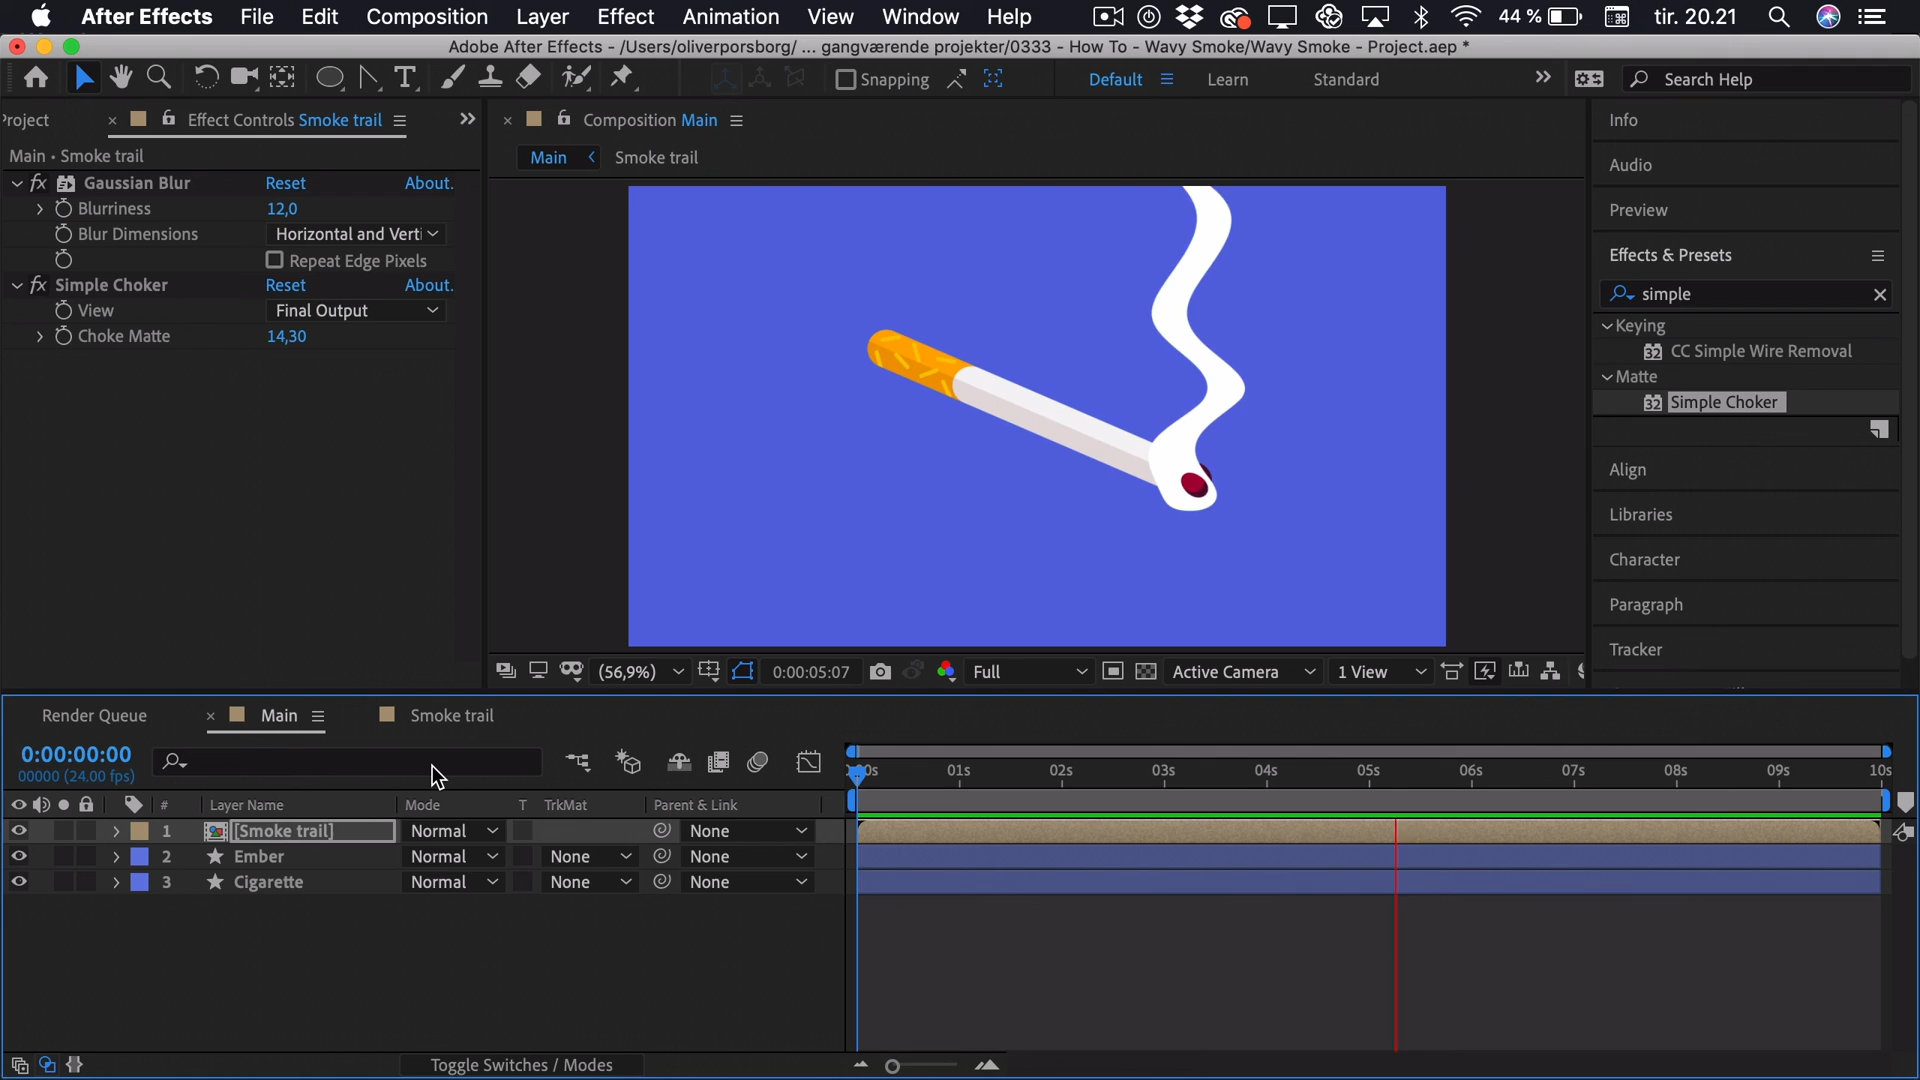 After Effects File Edit Composition Layer Effect Animation View Window Help 44 % tir. 20.21
Adobe After Effects - /Users/oliverporsborg/ ... gangværende projekter/0333 - How To - Wavy Smoke/Wavy Smoke - Project.aep *
Snapping Default Learn Standard Search Help
Project Effect Controls Smoke trail
Main • Smoke trail
fx Gaussian Blur Reset About.
Blurriness 12,0
Blur Dimensions Horizontal and Verti
Repeat Edge Pixels
fx Simple Choker Reset About.
View Final Output
Choke Matte 14,30
Composition Main
Main Smoke trail
(56,9%) 0:00:05:07 Full Active Camera 1 View
Info
Audio
Preview
Effects & Presets
simple
Keying
32 CC Simple Wire Removal
Matte
32 Simple Choker
Align
Libraries
Character
Paragraph
Tracker
Render Queue Main Smoke trail
0:00:00:00
00000 (24.00 fps)
00s 01s 02s 03s 04s 05s 06s 07s 08s 09s 10s
# Layer Name Mode T TrkMat Parent & Link
1 [Smoke trail] Normal None
2 Ember Normal None None
3 Cigarette Normal None None
Toggle Switches / Modes